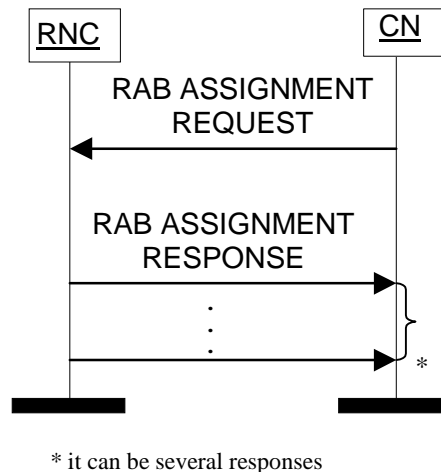 RNC
CN
RAB ASSIGNMENT
REQUEST
RAB ASSIGNMENT
RESPONSE
*
* it can be several responses